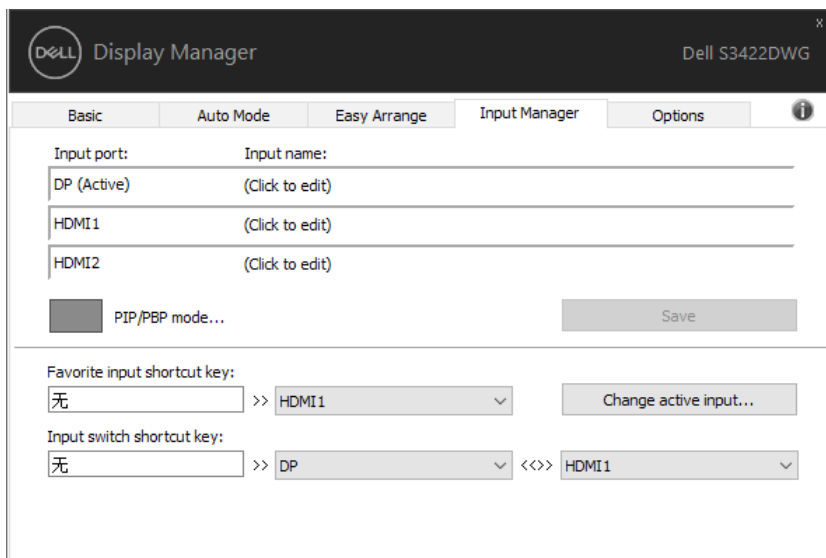 x
DELL Display Manager Dell S3422DWG
Basic Auto Mode Easy Arrange Input Manager Options i
Input port: Input name:
DP (Active) (Click to edit)
HDMI1 (Click to edit)
HDMI2 (Click to edit)
PIP/PBP mode... Save
Favorite input shortcut key:
无 >> HDMI1 Change active input...
Input switch shortcut key:
无 >> DP <<>> HDMI1